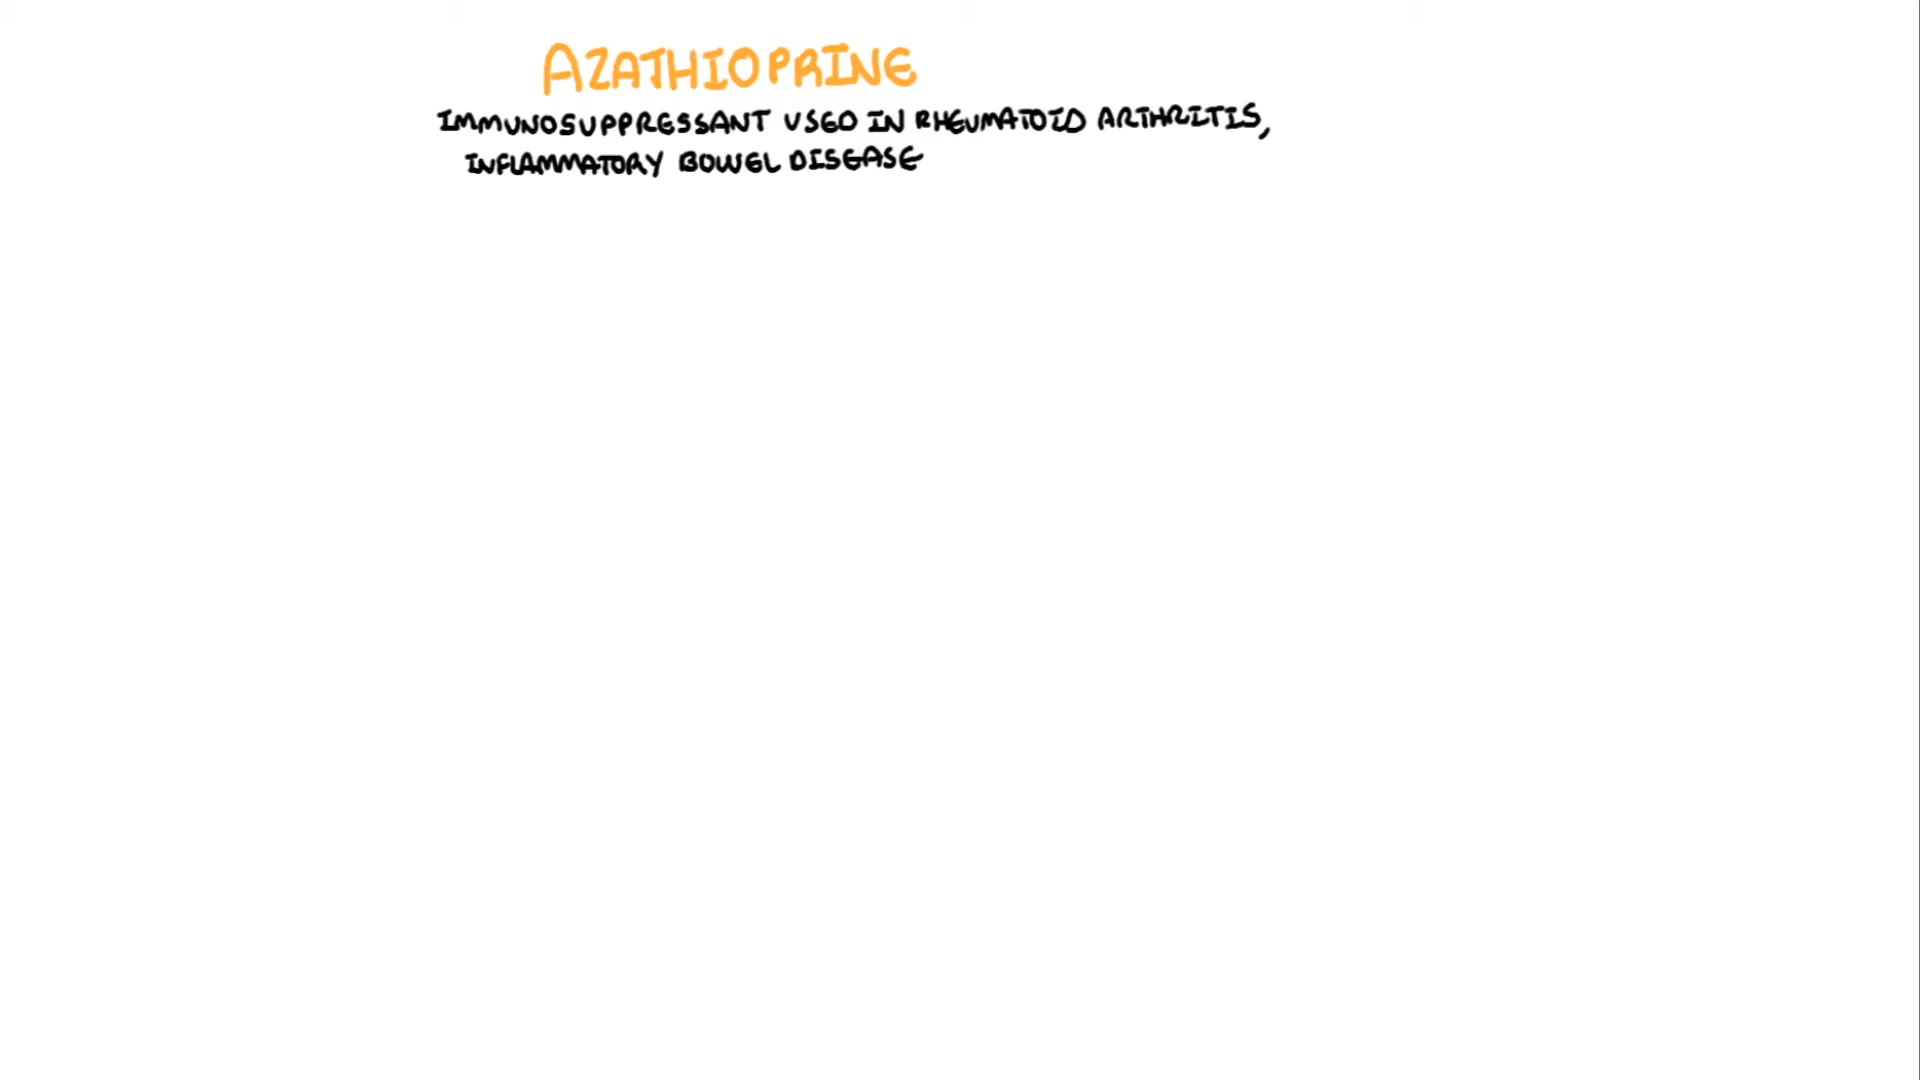 AZATHIOPRINE
IMMUNOSUPPRESSANT USED IN RHEUMATOID ARTHRITIS,
INFLAMMATORY BOWEL DISEASE